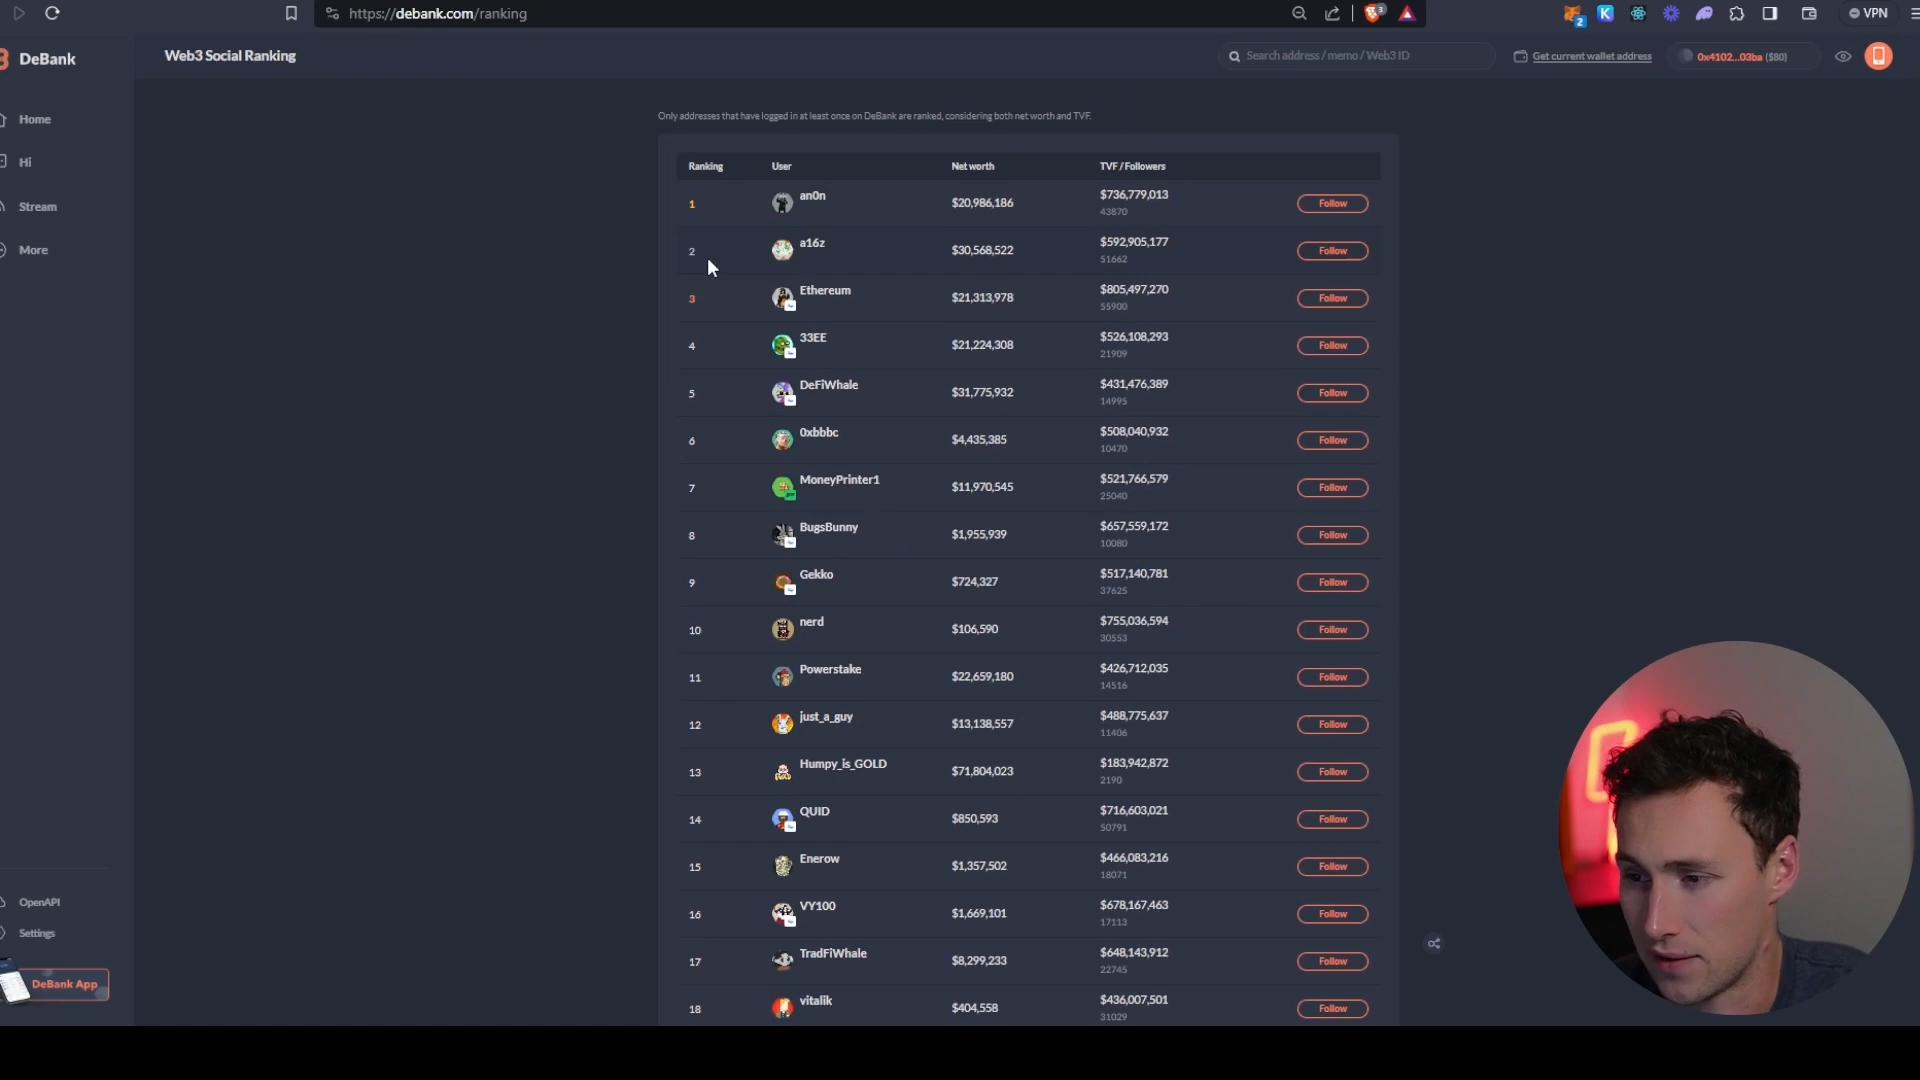 https://debank.com/ranking
3
2
VPN
DeBank
Web3 Social Ranking
Search address / memo / Web3 ID
Get current wallet address
0x4102...03ba ($80)
Home
Hi
Stream
More
OpenAPI
Settings
DeBank App
Only addresses that have logged in at least once on DeBank are ranked, considering both net worth and TVF.
Ranking User Net worth TVF / Followers
1 an0n $20,986,186 $736,779,013 Follow
43870
2 a16z $30,568,522 $592,905,177 Follow
51662
3 Ethereum $21,313,978 $805,497,270 Follow
55900
4 33EE $21,224,308 $526,108,293 Follow
21909
5 DeFiWhale $31,775,932 $431,476,389 Follow
14995
6 0xbbbc $4,435,385 $508,040,932 Follow
10470
7 MoneyPrinter1 $11,970,545 $521,766,579 Follow
25040
8 BugsBunny $1,955,939 $657,559,172 Follow
10080
9 Gekko $724,327 $517,140,781 Follow
37625
10 nerd $106,590 $755,036,594 Follow
30553
11 Powerstake $22,659,180 $426,712,035 Follow
14516
12 just_a_guy $13,138,557 $488,775,637 Follow
11406
13 Humpy_is_GOLD $71,804,023 $183,942,872 Follow
2190
14 QUID $850,593 $716,603,021 Follow
50791
15 Enerow $1,357,502 $466,083,216 Follow
18071
16 VY100 $1,669,101 $678,167,463 Follow
17113
17 TradFiWhale $8,299,233 $648,143,912 Follow
22745
18 vitalik $404,558 $436,007,501 Follow
31029